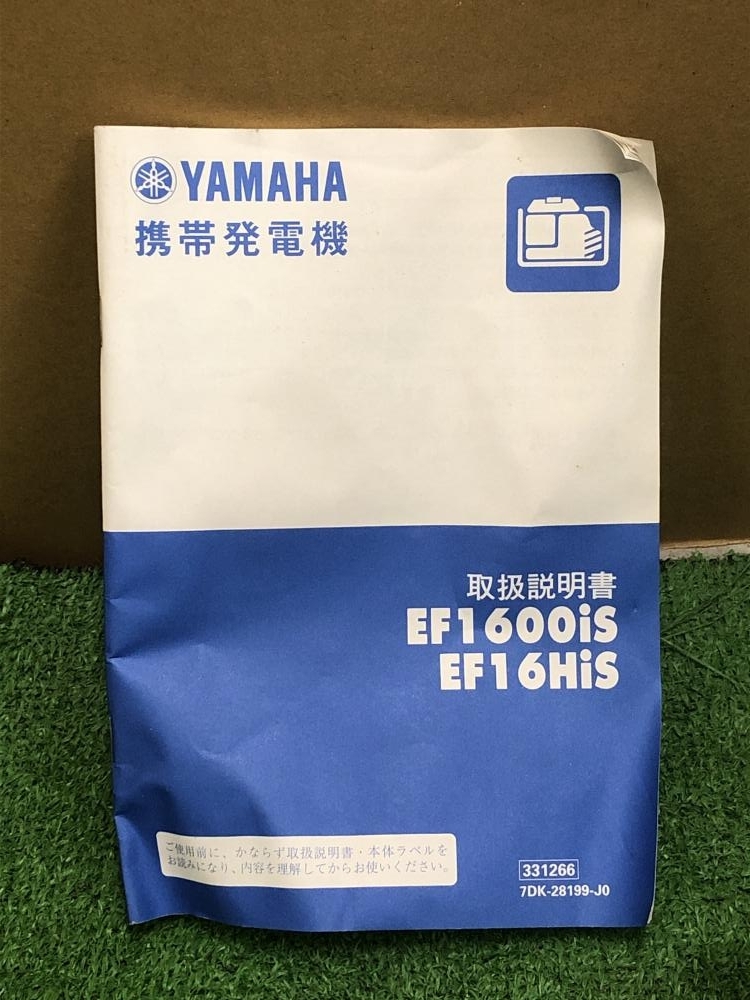 YAMAHA
携帯発電機
取扱説明書
EF1600iS
EF16HiS
ご使用前に、かならず取扱説明書・本体ラベルを
お読みになり、内容を理解してからお使いください。
331266
7DK-28199-J0